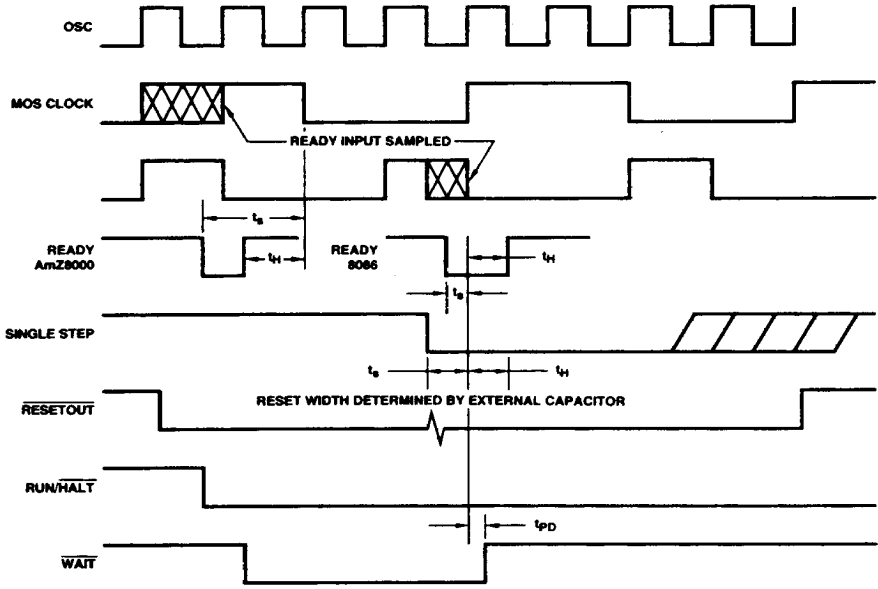 OSC
MOS CLOCK
READY INPUT SAMPLED
ts
READY
AmZ8000
tH
READY
8086
tH
ts
SINGLE STEP
ts
tH
RESET WIDTH DETERMINED BY EXTERNAL CAPACITOR
RESETOUT
RUN/HALT
tPD
WAIT